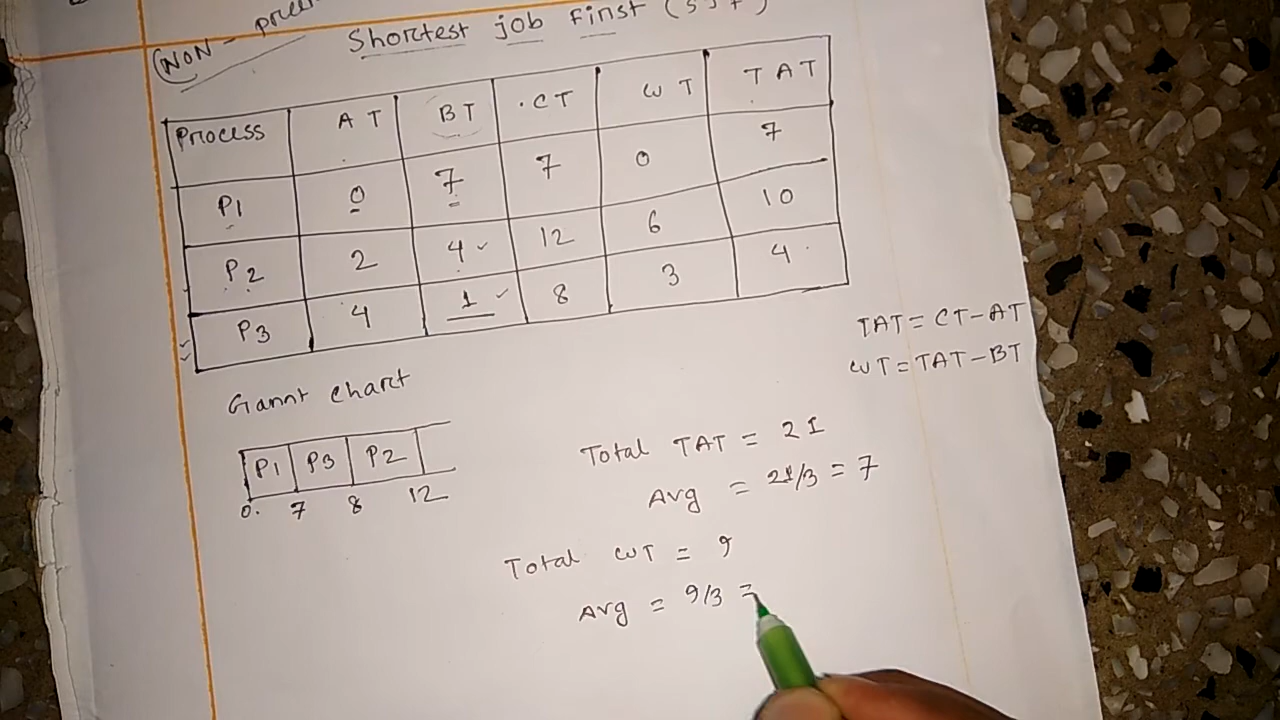 (NON -
Shortest job First (SJF)
Process AT BT CT WT TAT
P1 0 7 7 0 7
P2 2 4 12 6 10
P3 4 1 8 3 4
TAT = CT - AT
WT = TAT - BT
Gannt chart
P1 P3 P2
0 7 8 12
Total TAT = 21
Avg = 21/3 = 7
Total WT = 9
Avg = 9/3 =